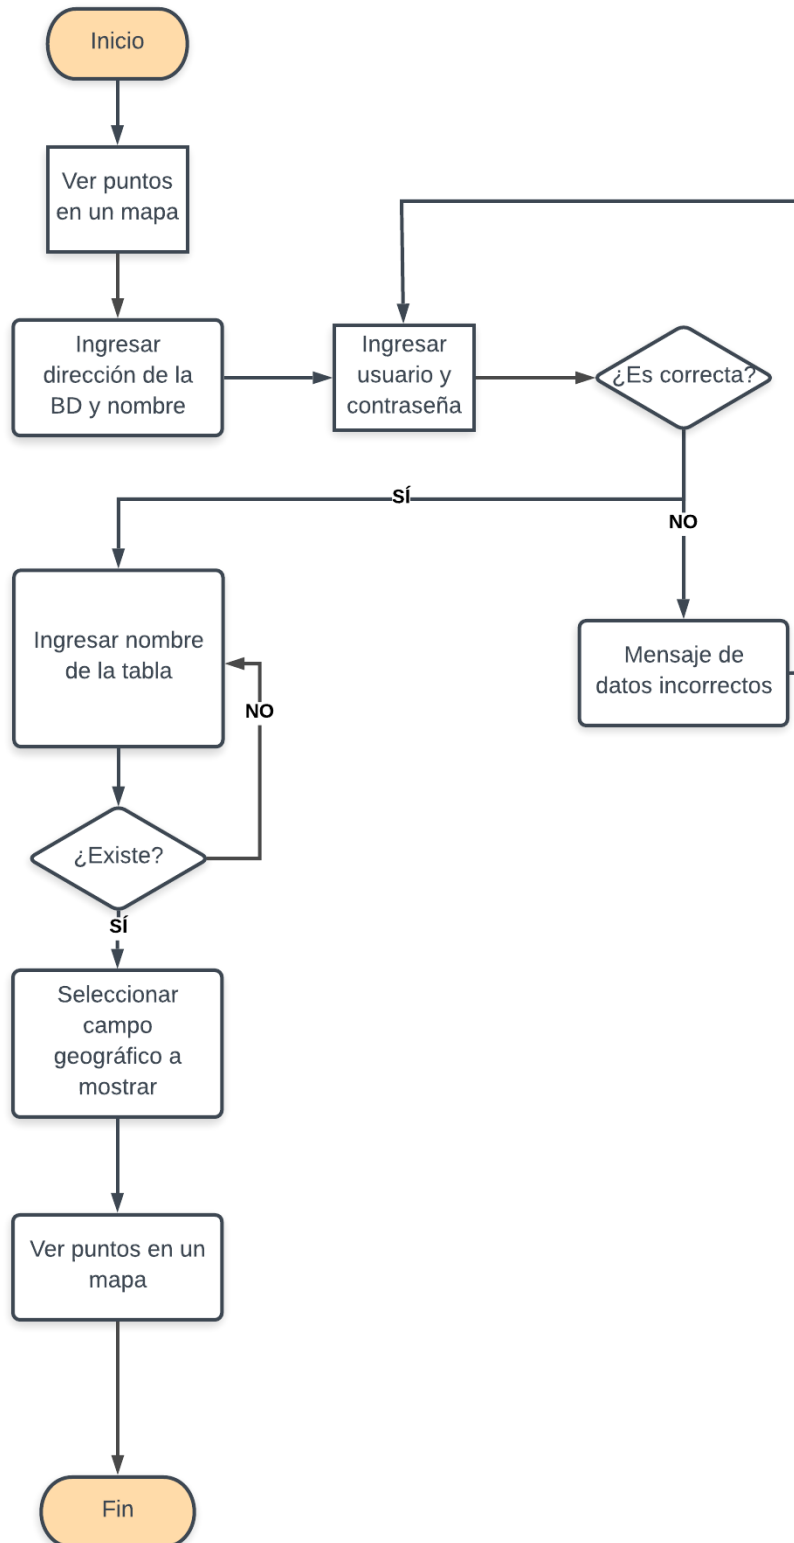 Inicio
Ver puntos
en un mapa
Ingresar
dirección de la
BD y nombre
Ingresar
usuario y
contraseña
¿Es correcta?
SÍ
NO
Mensaje de
datos incorrectos
Ingresar nombre
de la tabla
NO
¿Existe?
SÍ
Seleccionar
campo
geográfico a
mostrar
Ver puntos en un
mapa
Fin